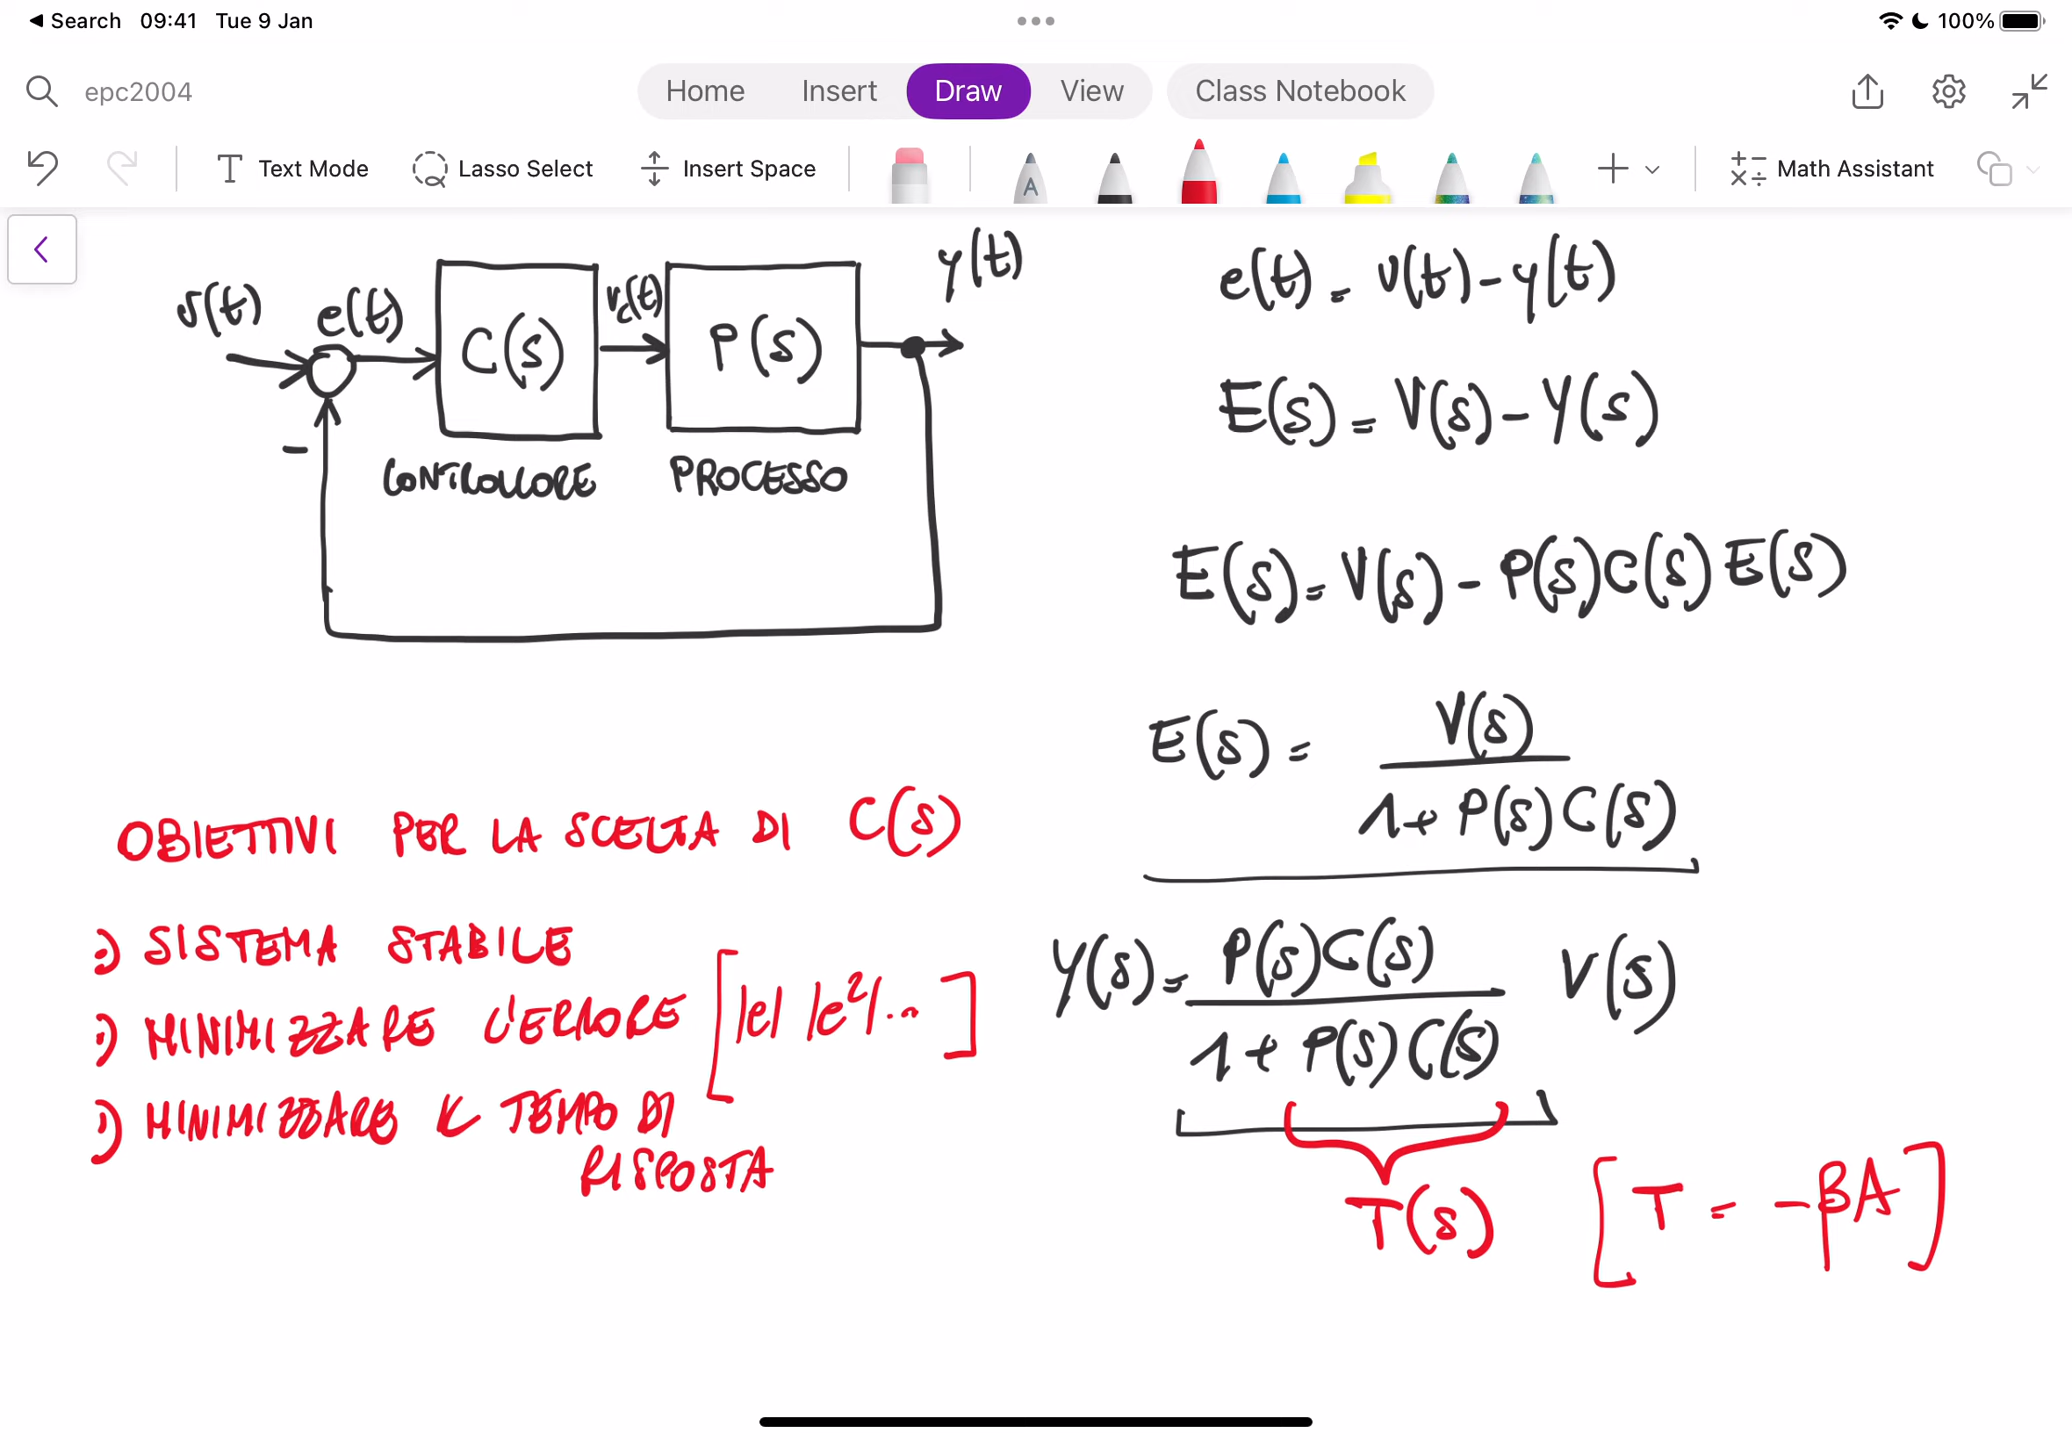 Search 09:41 Tue 9 Jan 100%
epc2004 Home Insert Draw View Class Notebook
Text Mode Lasso Select Insert Space A Math Assistant
v(t) e(t) C(s) vc(t) P(s) y(t)
-
CONTROLLORE PROCESSO
e(t) = v(t) - y(t)
E(s) = V(s) - Y(s)
E(s) = V(s) - P(s)C(s)E(s)
E(s) = V(s) / 1 + P(s)C(s)
Y(s) = P(s)C(s) / 1 + P(s)C(s) V(s)
T(s) [T = -βA]
OBIETTIVI PER LA SCELTA DI C(s)
:) SISTEMA STABILE
:) MINIMIZZARE L'ERRORE [|e| |e²|...]
:) MINIMIZZARE IL TEMPO DI
RISPOSTA